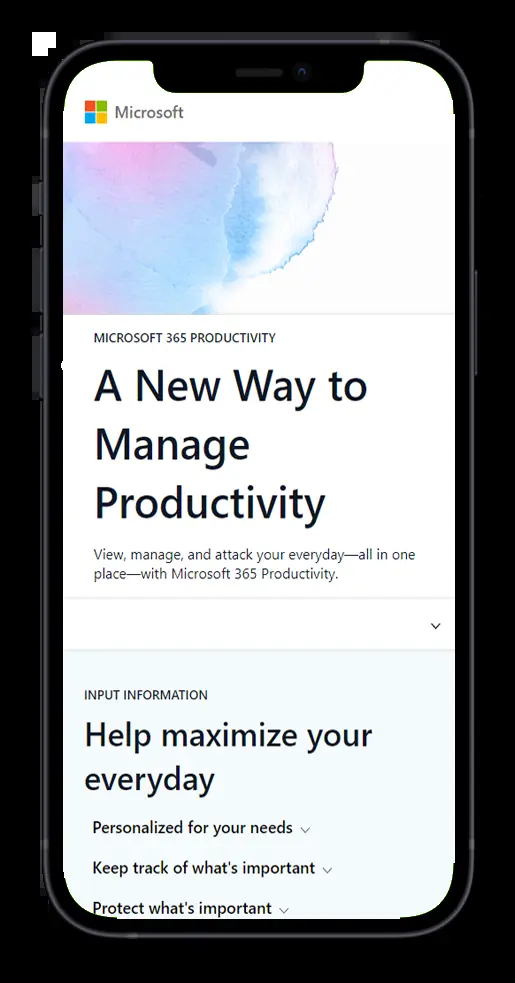 Microsoft
MICROSOFT 365 PRODUCTIVITY
A New Way to
Manage
Productivity
View, manage, and attack your everyday—all in one
place—with Microsoft 365 Productivity.
INPUT INFORMATION
Help maximize your
everyday
Personalized for your needs
Keep track of what's important
Protect what's important